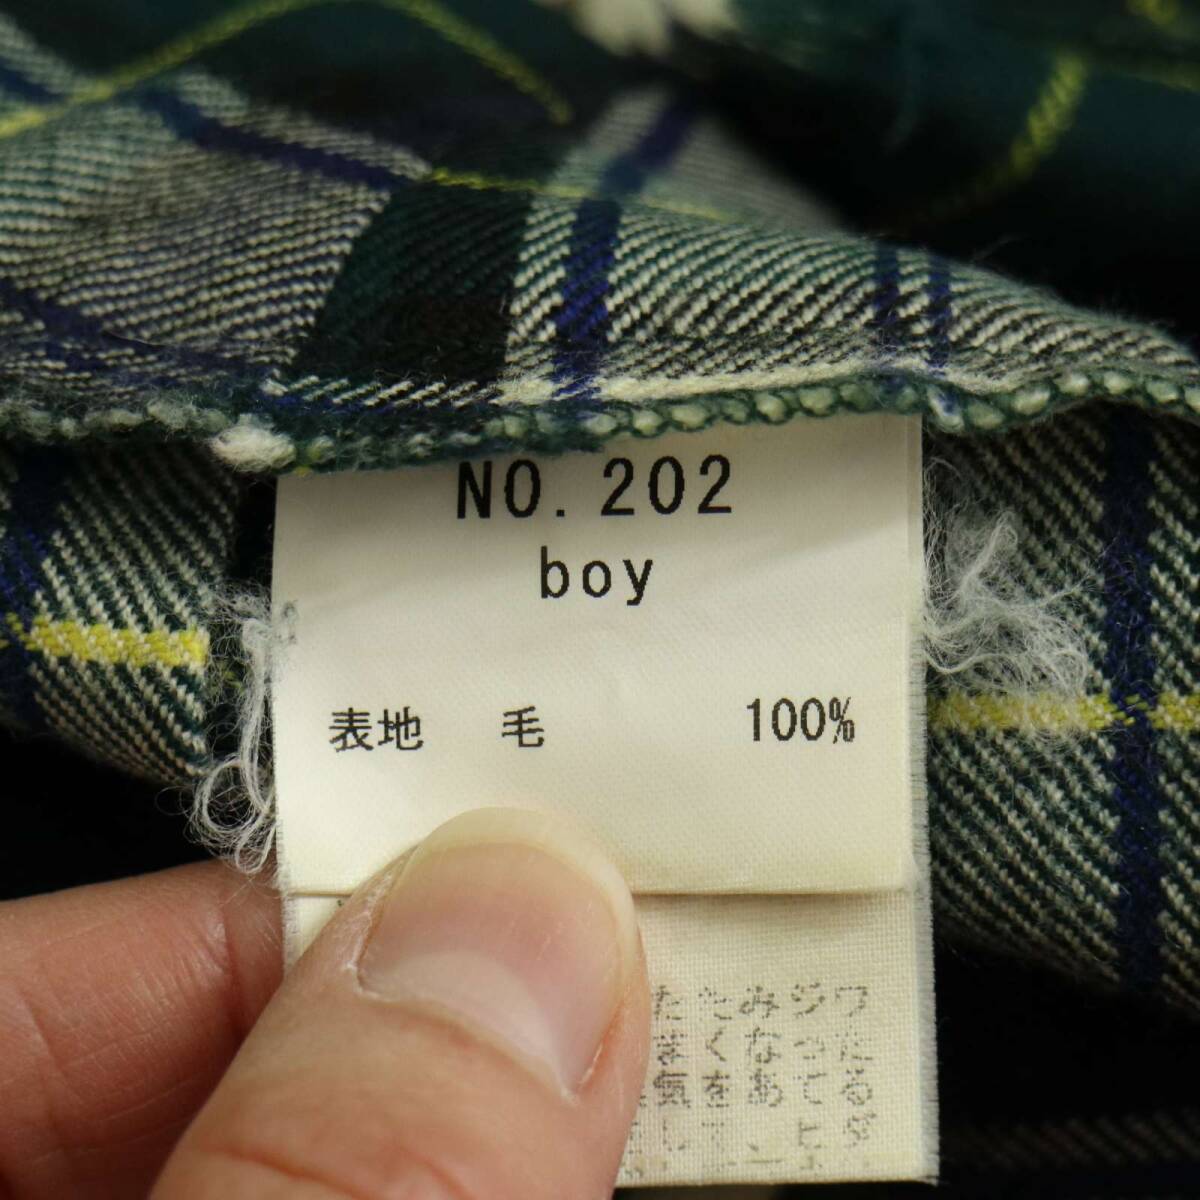 NO. 202
boy
表地 毛 100%
たたみジワ
まくなった
気をあてる